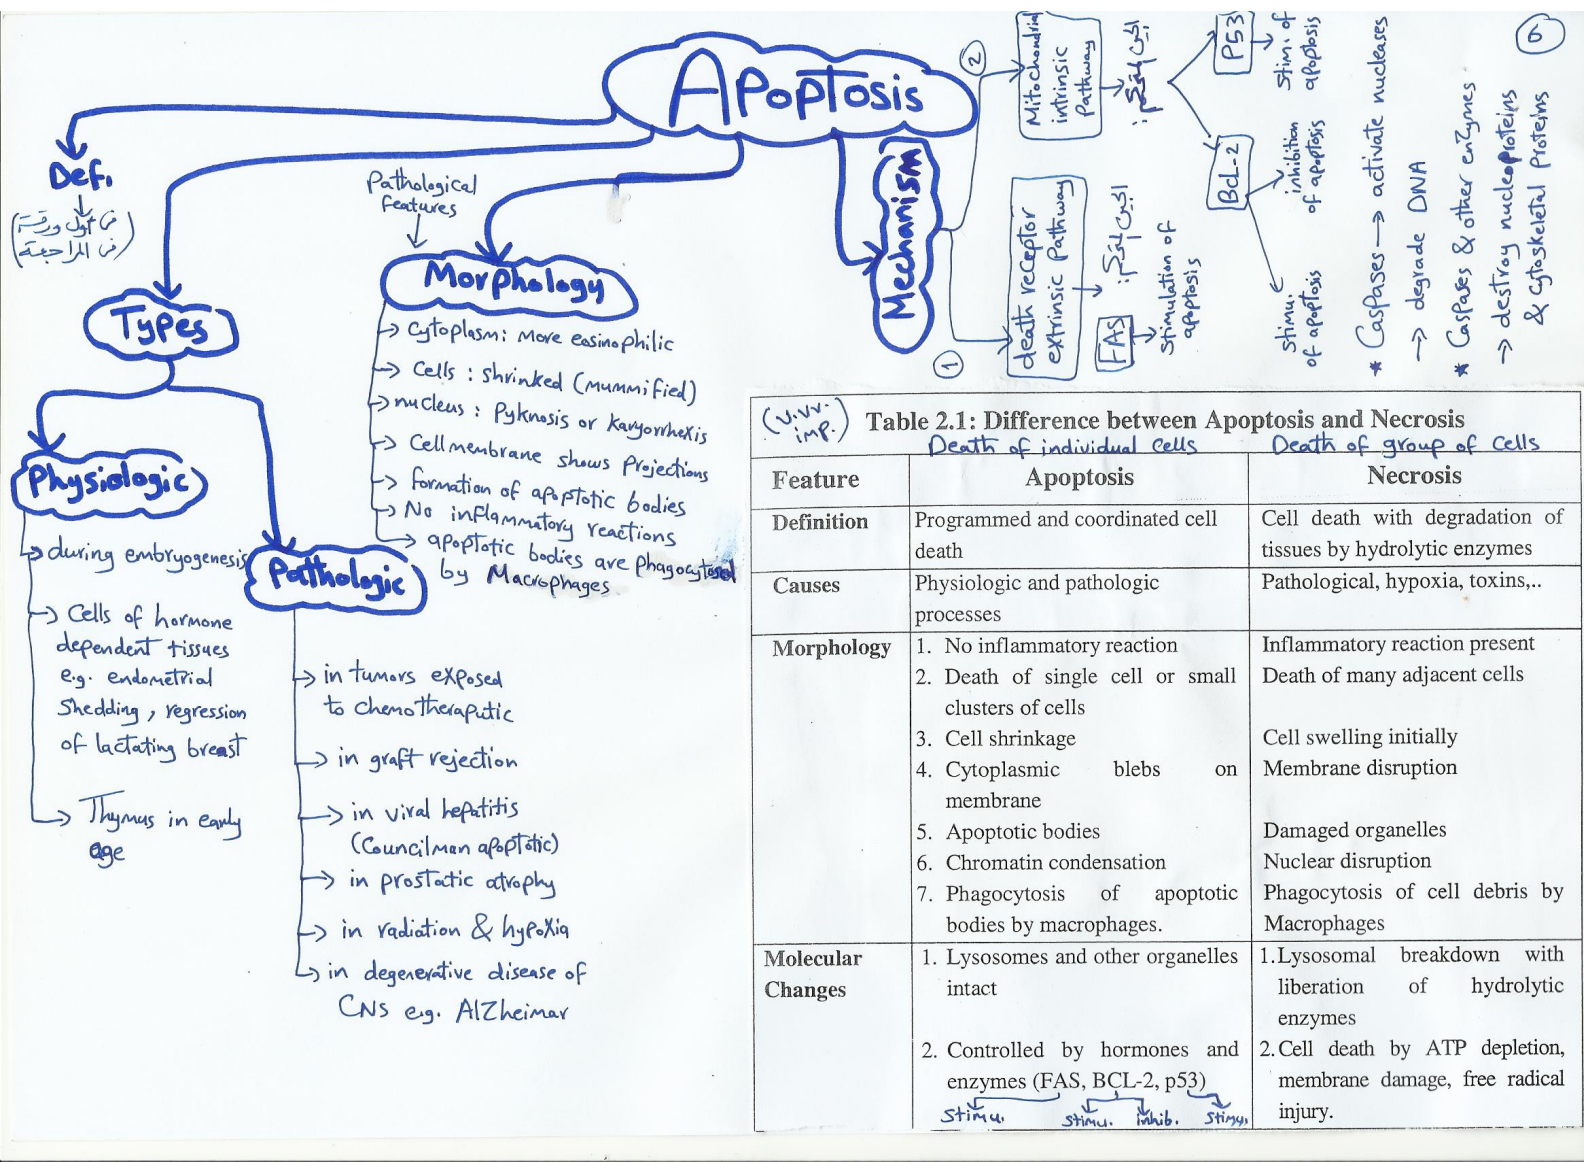 Apoptosis
Def.
(فى أول ورقة
فى المراجعة)
Types
Physiologic
during embryogenesis
Cells of hormone
dependent tissues
e.g. endometrial
shedding, regression
of lactating breast
Thymus in early
age
Pathologic
in tumors exposed
to chemotheraputic
in graft rejection
in viral hepatitis
(Councilman apoptotic)
in prostatic atrophy
in radiation & hypoxia
in degenerative disease of
CNS e.g. Alzheimar
Pathological
features
Morphology
Cytoplasm: More eosinophilic
Cells : shrinked (mummified)
nucleus : Pyknosis or Karyorrhexis
Cell membrane shows Projections
formation of apoptotic bodies
No inflammatory reactions
apoptotic bodies are phagocytosed
by Macrophages
Mechanism
1
death receptor
extrinsic Pathway
FAS
Stimulation of
apoptosis
2
Mitochondrial
intrinsic
Pathway
P53
Stim. of
apoptosis
Bcl-2
inhibition
of apoptosis
Stimu.
of apoptosis
* Caspases → activate nucleases
→ degrade DNA
* Caspases & other enzymes
→ destroy nucleoproteins
& cytoskeletal Proteins
(v.vv.
imp.)
Table 2.1: Difference between Apoptosis and Necrosis
Death of individual cells Death of group of cells
Feature Apoptosis Necrosis
Definition Programmed and coordinated cell Cell death with degradation of
death tissues by hydrolytic enzymes
Causes Physiologic and pathologic Pathological, hypoxia, toxins,..
processes
Morphology 1. No inflammatory reaction Inflammatory reaction present
2. Death of single cell or small Death of many adjacent cells
clusters of cells
3. Cell shrinkage Cell swelling initially
4. Cytoplasmic blebs on Membrane disruption
membrane
5. Apoptotic bodies Damaged organelles
6. Chromatin condensation Nuclear disruption
7. Phagocytosis of apoptotic Phagocytosis of cell debris by
bodies by macrophages. Macrophages
Molecular 1. Lysosomes and other organelles 1.Lysosomal breakdown with
Changes intact liberation of hydrolytic
enzymes
2. Controlled by hormones and 2.Cell death by ATP depletion,
enzymes (FAS, BCL-2, p53) membrane damage, free radical
injury.
Stimu. Stimu. inhib. Stimu.